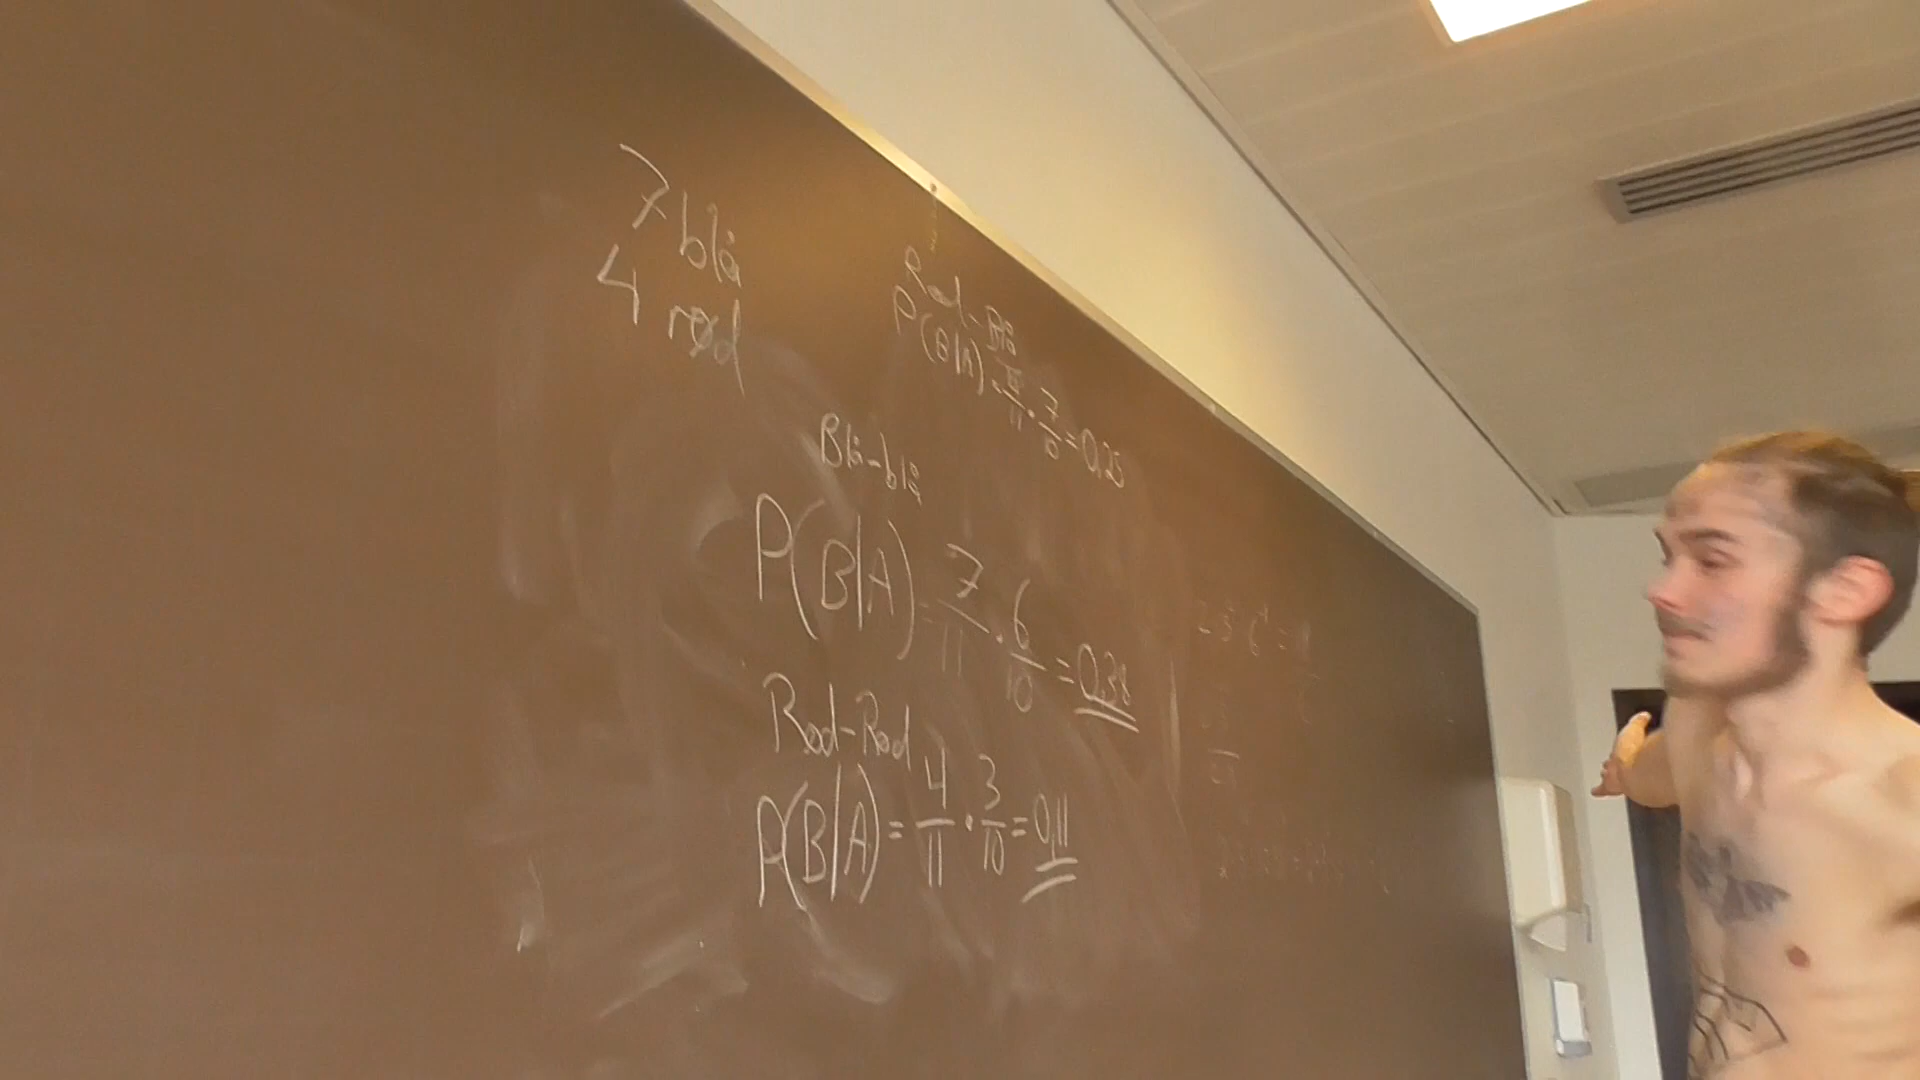 7 blå
4 rød
Rød-Blå
P(B|A) = 4/11 · 7/10 = 0,25
Blå-blå
P(B|A) = 7/11 · 6/10 = 0,38
Rød-Rød
P(B|A) = 4/11 · 3/10 = 0,11